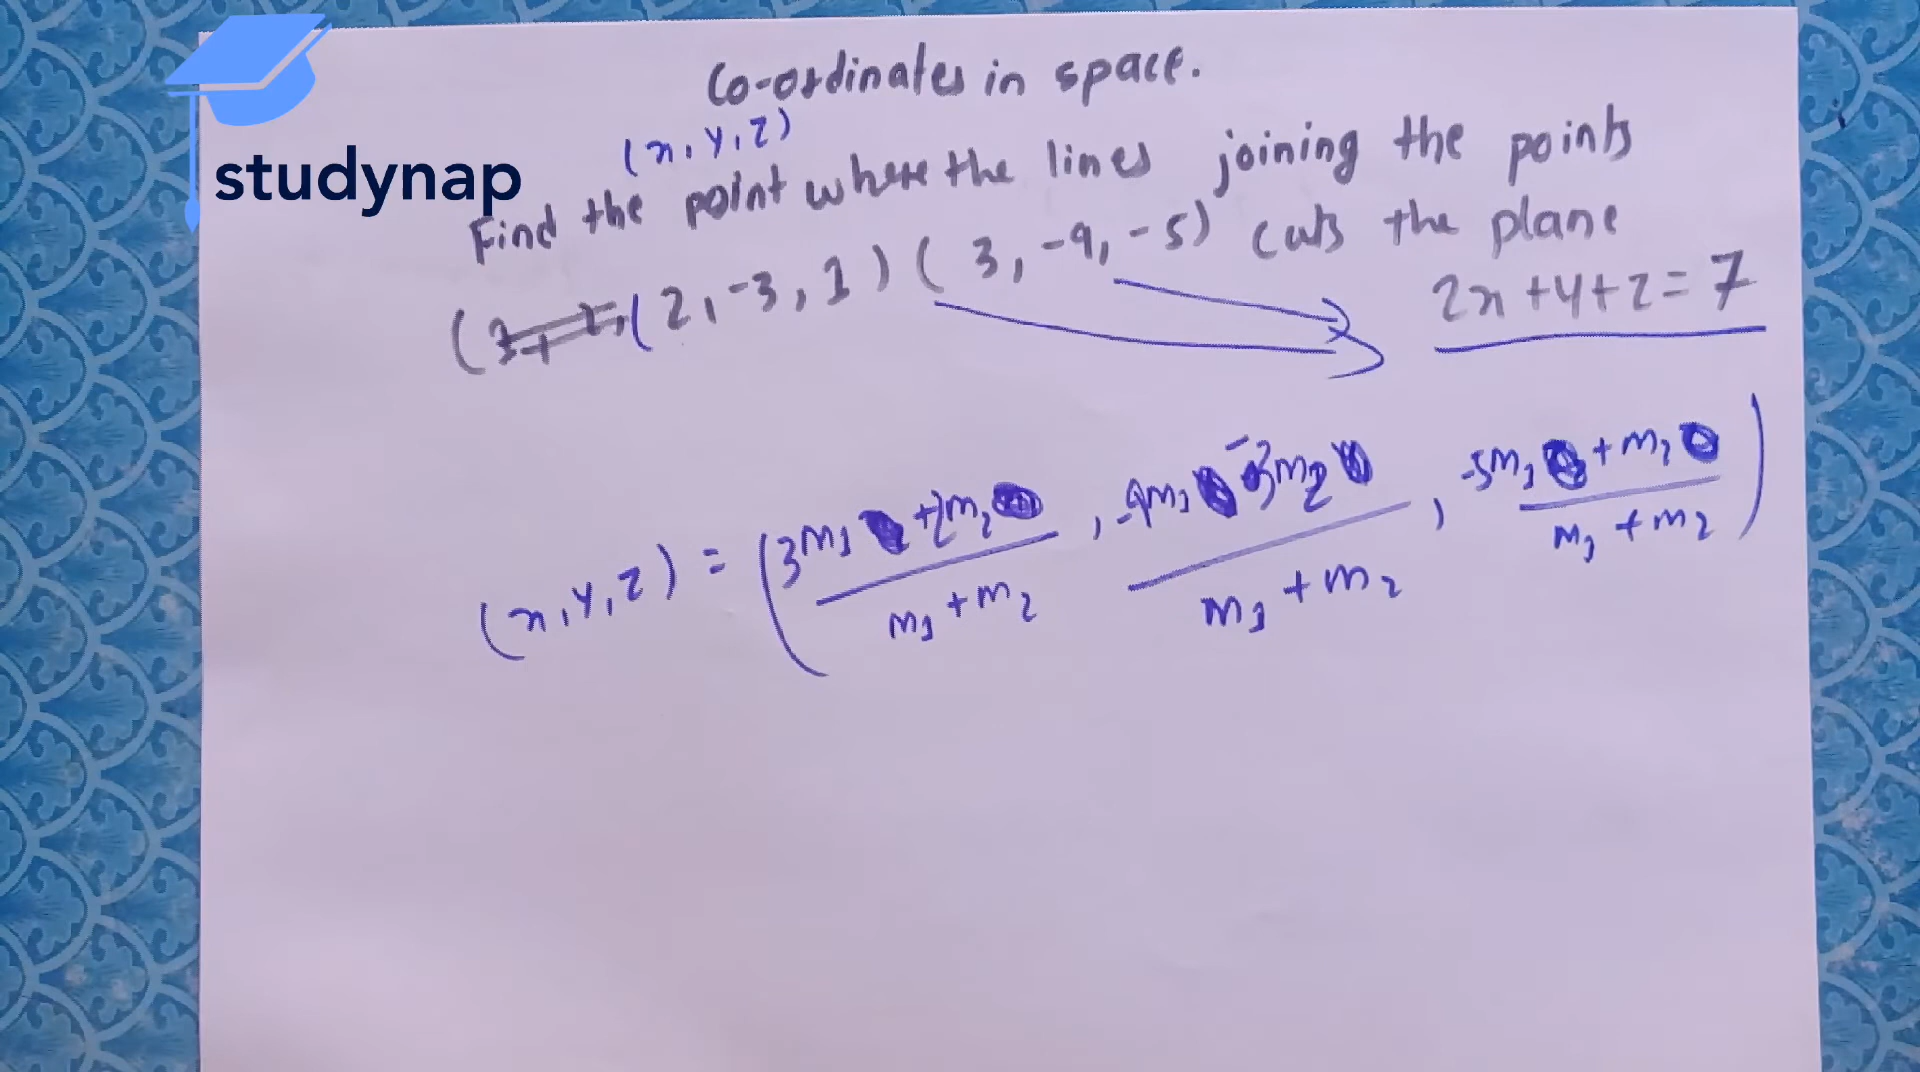 studynap
Co-ordinates in space.
(x, y, z)
Find the point where the lines joining the points
(2, -3, 1) (3, -9, -5) cuts the plane
2x + y + z = 7
(x, y, z) = (3m1 + 2m2 / m1 + m2, -9m1 - 3m2 / m1 + m2, -5m1 + m2 / m1 + m2)